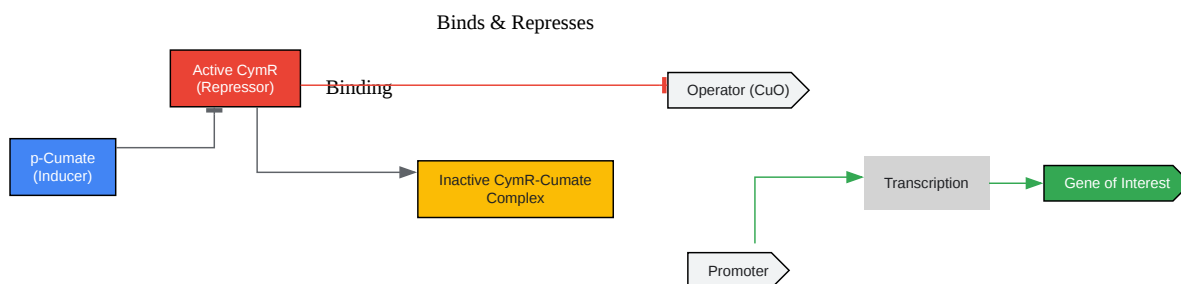 Binds & Represses
Active CymR
(Repressor)
Binding
Operator (CuO)
p-Cumate
(Inducer)
Inactive CymR-Cumate
Complex
Transcription
Gene of Interest
Promoter